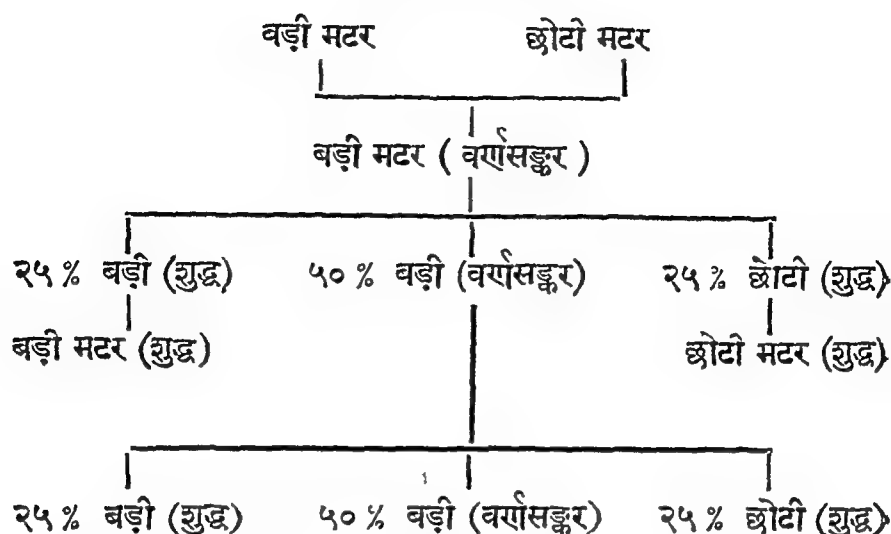 बड़ी मटर छोटी मटर
बड़ी मटर ( वर्णसङ्कर )
२५ % बड़ी (शुद्ध) ५० % बड़ी (वर्णसङ्कर) २५ % छोटी (शुद्ध)
बड़ी मटर (शुद्ध) छोटी मटर (शुद्ध)
२५ % बड़ी (शुद्ध) ५० % बड़ी (वर्णसङ्कर) २५ % छोटी (शुद्ध)